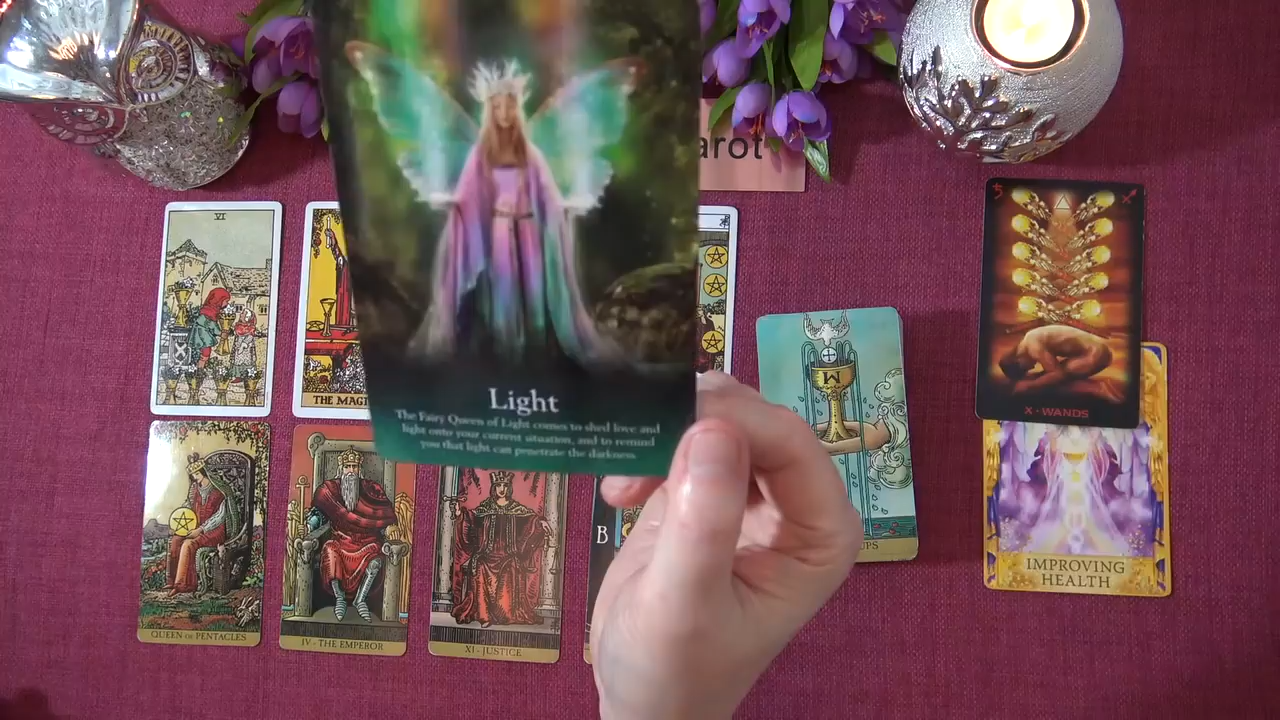 arot
VI
THE MAGI
X - WANDS
Light
The Fairy Queen of Light comes to shed love and
light onto your current situation, and to remind
you that light can penetrate the darkness.
B
UPS
IMPROVING
HEALTH
QUEEN OF PENTACLES
IV - THE EMPEROR
XI - JUSTICE